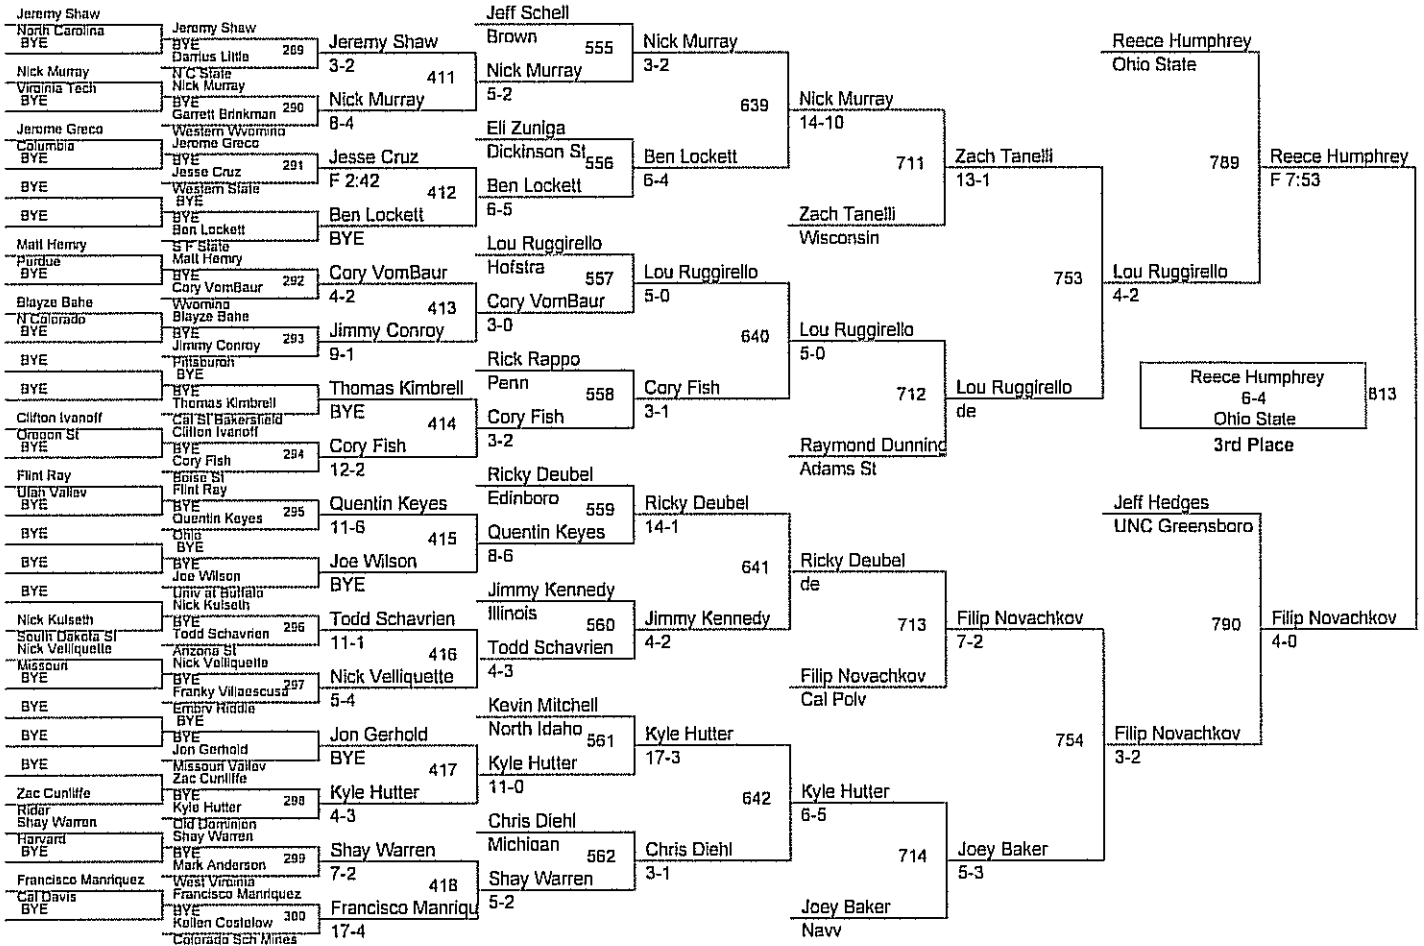 Jeremy Shaw
North Carolina
BYE
Nick Murray
Virginia Tech
BYE
Jerome Greco
Columbia
BYE
BYE
BYE
Matt Hemry
Purdue
BYE
Blayze Bahe
N Colorado
BYE
BYE
BYE
Clifton Ivanoff
Oregon St
BYE
Flint Ray
Utah Valley
BYE
BYE
BYE
BYE
Nick Kulseth
South Dakota St
Nick Velliquette
Missouri
BYE
BYE
BYE
BYE
Zac Cunliffe
Rider
Shay Warren
Harvard
BYE
Francisco Manriquez
Cal Davis
BYE
Jeremy Shaw
BYE
289
Darrius Little
N C State
Nick Murray
BYE
290
Garrett Brinkman
Western Wyoming
Jerome Greco
BYE
291
Jesse Cruz
Western State
BYE
BYE
Ben Lockett
S F State
Matt Hemry
BYE
292
Cory VomBaur
Wyoming
Blayze Bahe
BYE
293
Jimmy Conroy
Pittsburgh
BYE
BYE
Thomas Kimbrell
Cal St Bakersfield
Clifton Ivanoff
BYE
294
Cory Fish
Boise St
Flint Ray
BYE
295
Quentin Keyes
Ohio
BYE
BYE
Joe Wilson
Univ at Buffalo
Nick Kulseth
BYE
296
Todd Schavrien
Arizona St
Nick Velliquette
BYE
297
Franky Villaescusa
Embry Riddle
BYE
BYE
Jon Gerhold
Missouri Valley
Zac Cunliffe
BYE
298
Kyle Hutter
Old Dominion
Shay Warren
BYE
299
Mark Anderson
West Virginia
Francisco Manriquez
BYE
300
Kellen Costelow
Colorado Sch Mines
Jeremy Shaw
3-2
411
Nick Murray
8-4
Jesse Cruz
F 2:42
412
Ben Lockett
BYE
Cory VomBaur
4-2
413
Jimmy Conroy
9-1
Thomas Kimbrell
BYE
414
Cory Fish
12-2
Quentin Keyes
11-6
415
Joe Wilson
BYE
Todd Schavrien
11-1
416
Nick Velliquette
5-4
Jon Gerhold
BYE
417
Kyle Hutter
4-3
Shay Warren
7-2
418
Francisco Manriqu
17-4
Jeff Schell
Brown
555
Nick Murray
5-2
Eli Zuniga
Dickinson St
556
Ben Lockett
6-5
Lou Ruggirello
Hofstra
557
Cory VomBaur
3-0
Rick Rappo
Penn
558
Cory Fish
3-2
Ricky Deubel
Edinboro
559
Quentin Keyes
8-6
Jimmy Kennedy
Illinois
560
Todd Schavrien
4-3
Kevin Mitchell
North Idaho
561
Kyle Hutter
11-0
Chris Diehl
Michigan
562
Shay Warren
5-2
Nick Murray
3-2
639
Ben Lockett
6-4
Lou Ruggirello
5-0
640
Cory Fish
3-1
Ricky Deubel
14-1
641
Jimmy Kennedy
4-2
Kyle Hutter
17-3
642
Chris Diehl
3-1
Nick Murray
14-10
711
Zach Tanelli
Wisconsin
Lou Ruggirello
5-0
712
Raymond Dunning
Adams St
Ricky Deubel
de
713
Filip Novachkov
Cal Poly
Kyle Hutter
6-5
714
Joey Baker
Navy
Zach Tanelli
13-1
753
Lou Ruggirello
de
Filip Novachkov
7-2
754
Joey Baker
5-3
Reece Humphrey
Ohio State
789
Lou Ruggirello
4-2
Jeff Hedges
UNC Greensboro
790
Filip Novachkov
3-2
Reece Humphrey
F 7:53
Filip Novachkov
4-0
Reece Humphrey
6-4
Ohio State
813
3rd Place